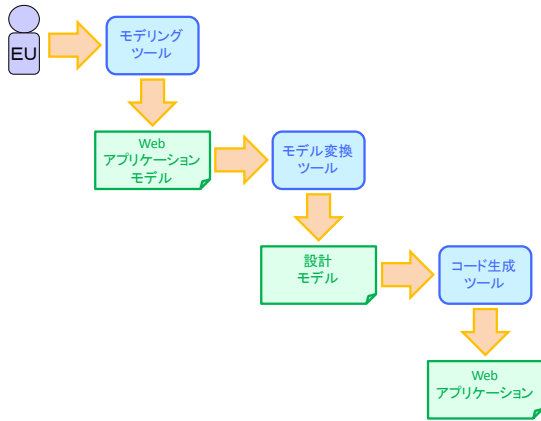 EU
モデリング
ツール
Web
アプリケーション
モデル
モデル変換
ツール
設計
モデル
コード生成
ツール
Web
アプリケーション